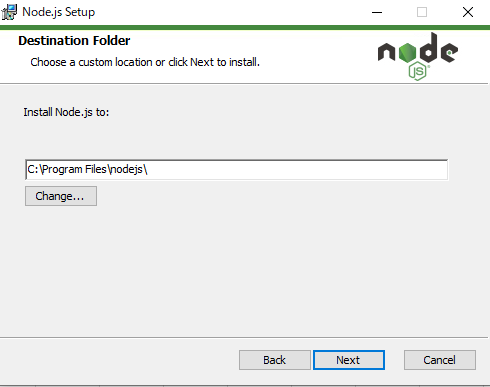 Node.js Setup
Destination Folder
Choose a custom location or click Next to install.
node
JS
Install Node.js to:
C:\Program Files\nodejs\
Change...
Back
Next
Cancel